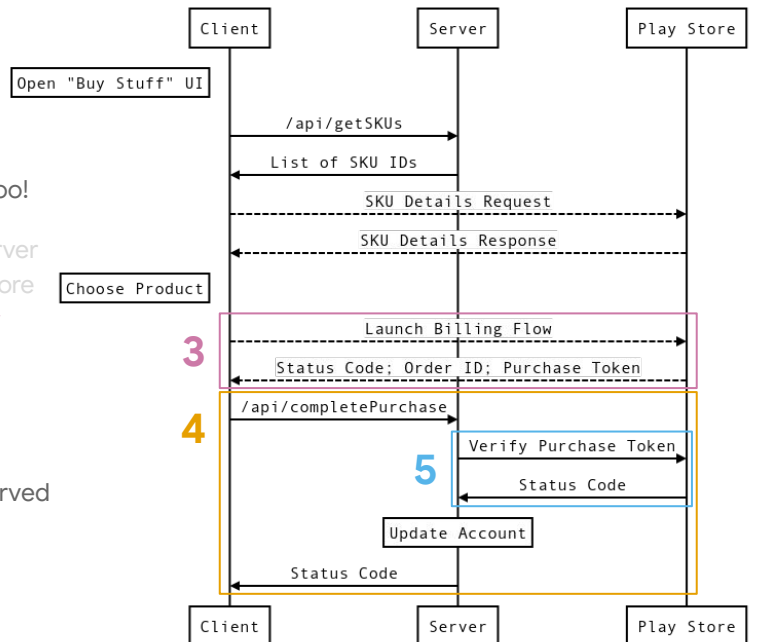 Client
Server
Play Store
Open "Buy Stuff" UI
/api/getSKUs
List of SKU IDs
oo!
SKU Details Request
rver
SKU Details Response
ore
Choose Product
Launch Billing Flow
3
Status Code; Order ID; Purchase Token
/api/completePurchase
4
Verify Purchase Token
5
Status Code
rved
Update Account
Status Code
Client
Server
Play Store